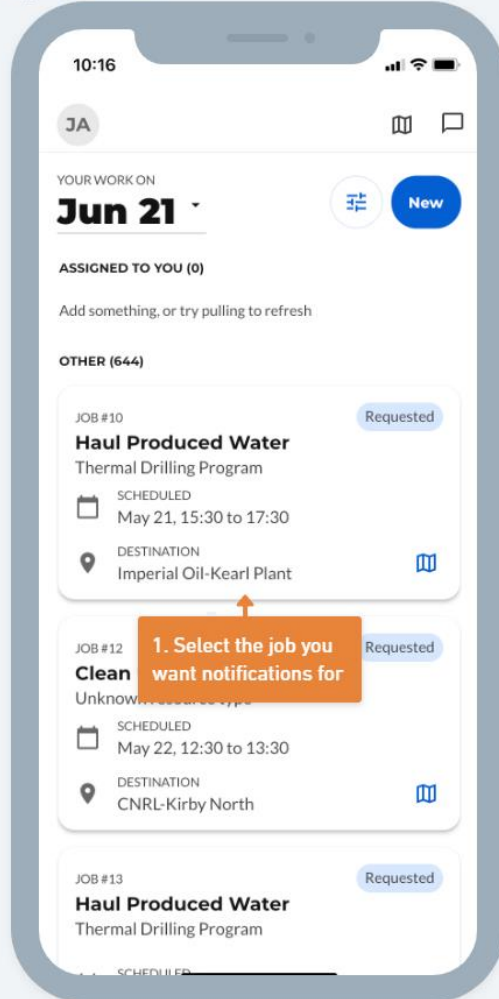 10:16
JA
YOUR WORK ON
Jun 21
New
ASSIGNED TO YOU (0)
Add something, or try pulling to refresh
OTHER (644)
JOB #10
Requested
Haul Produced Water
Thermal Drilling Program
SCHEDULED
May 21, 15:30 to 17:30
DESTINATION
Imperial Oil-Kearl Plant
1. Select the job you
want notifications for
JOB #12
Requested
Clean
SCHEDULED
May 22, 12:30 to 13:30
DESTINATION
CNRL-Kirby North
JOB #13
Requested
Haul Produced Water
Thermal Drilling Program
SCHEDULED